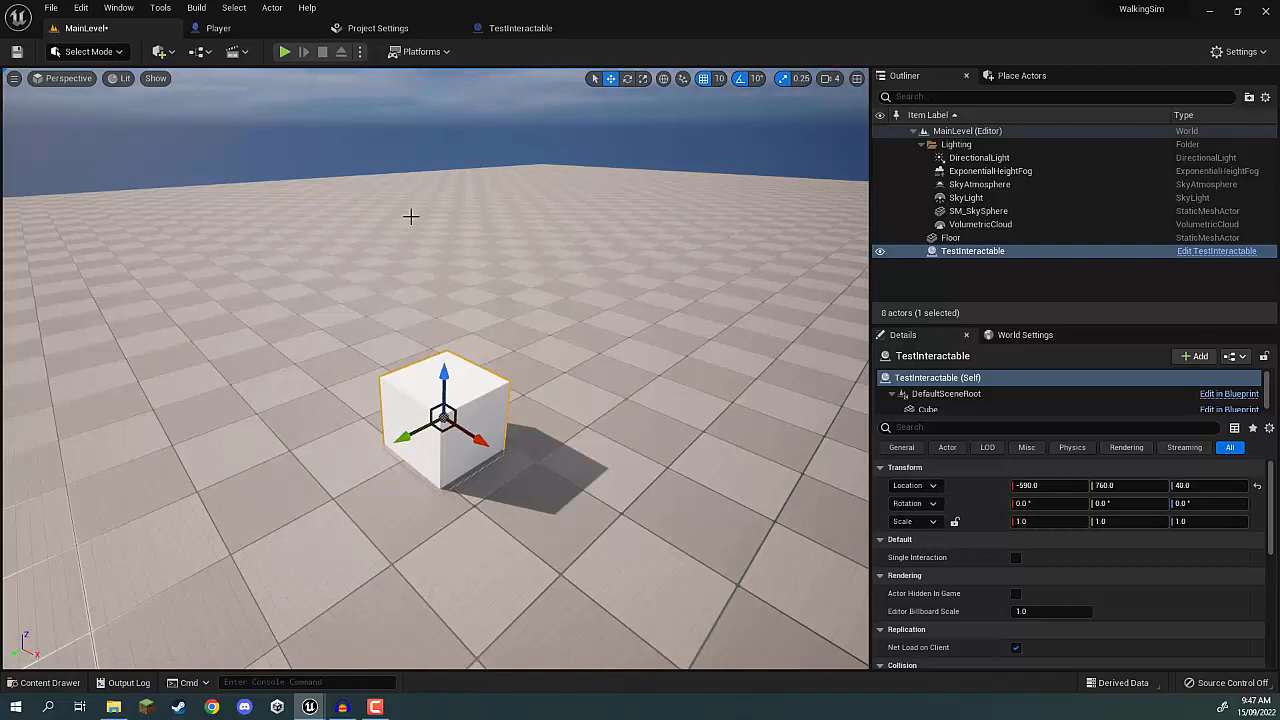 File Edit Window Tools Build Select Actor Help
WalkingSim
MainLevel• Player Project Settings TestInteractable
Select Mode Platforms Settings
Perspective Lit Show 10 10° 0.25 4
Outliner Place Actors
Search...
Item Label Type
MainLevel (Editor) World
Lighting Folder
DirectionalLight DirectionalLight
ExponentialHeightFog ExponentialHeightFog
SkyAtmosphere SkyAtmosphere
SkyLight SkyLight
SM_SkySphere StaticMeshActor
VolumetricCloud VolumetricCloud
Floor StaticMeshActor
TestInteractable Edit TestInteractable
8 actors (1 selected)
Details World Settings
TestInteractable Add
TestInteractable (Self)
DefaultSceneRoot Edit in Blueprint
Cube Edit in Blueprint
Search
General Actor LOD Misc Physics Rendering Streaming All
Transform
Location -590.0 760.0 40.0
Rotation 0.0° 0.0° 0.0°
Scale 1.0 1.0 1.0
Default
Single Interaction
Rendering
Actor Hidden In Game
Editor Billboard Scale 1.0
Replication
Net Load on Client
Collision
Z
X
Content Drawer Output Log Cmd Enter Console Command Derived Data Source Control Off
9:47 AM
15/09/2022